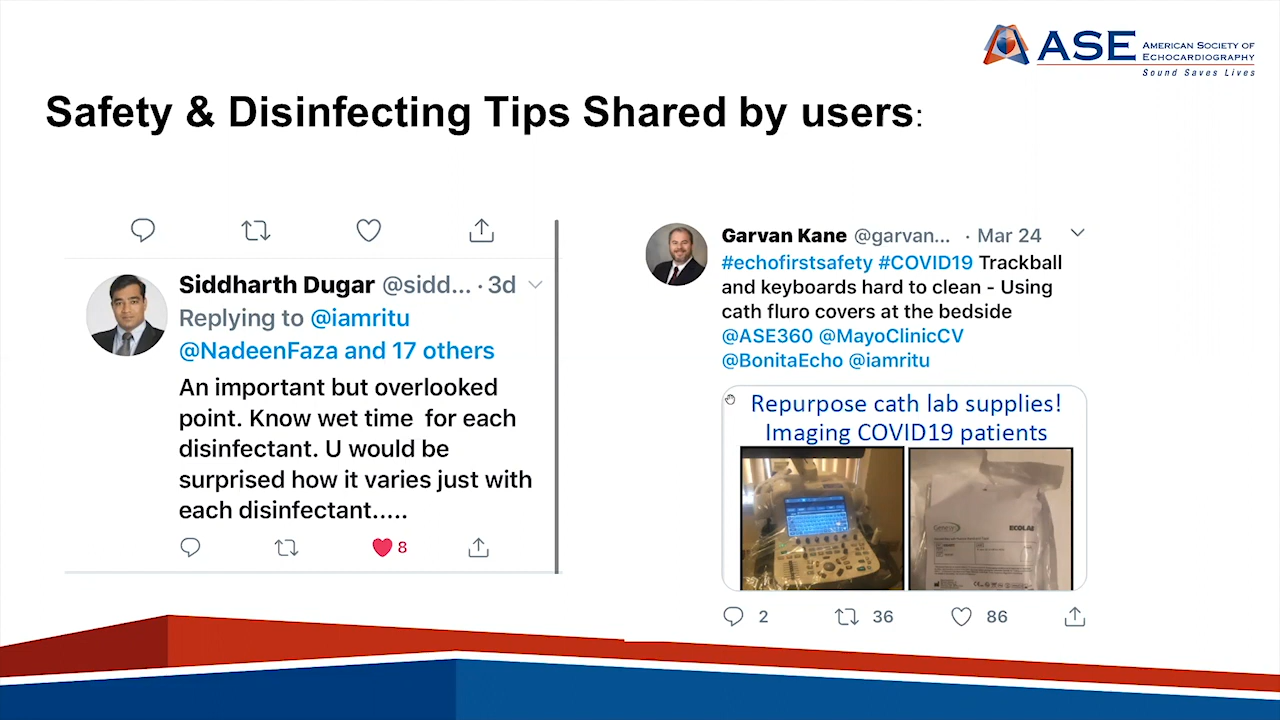 ASE
AMERICAN SOCIETY OF
ECHOCARDIOGRAPHY
Sound Saves Lives
Safety & Disinfecting Tips Shared by users:
Siddharth Dugar @sidd... · 3d
Replying to @iamritu
@NadeenFaza and 17 others
An important but overlooked
point. Know wet time for each
disinfectant. U would be
surprised how it varies just with
each disinfectant.....
8
Garvan Kane @garvan... · Mar 24
#echofirstsafety #COVID19 Trackball
and keyboards hard to clean - Using
cath fluro covers at the bedside
@ASE360 @MayoClinicCV
@BonitaEcho @iamritu
Repurpose cath lab supplies!
Imaging COVID19 patients
ECOLAB
2 36 86